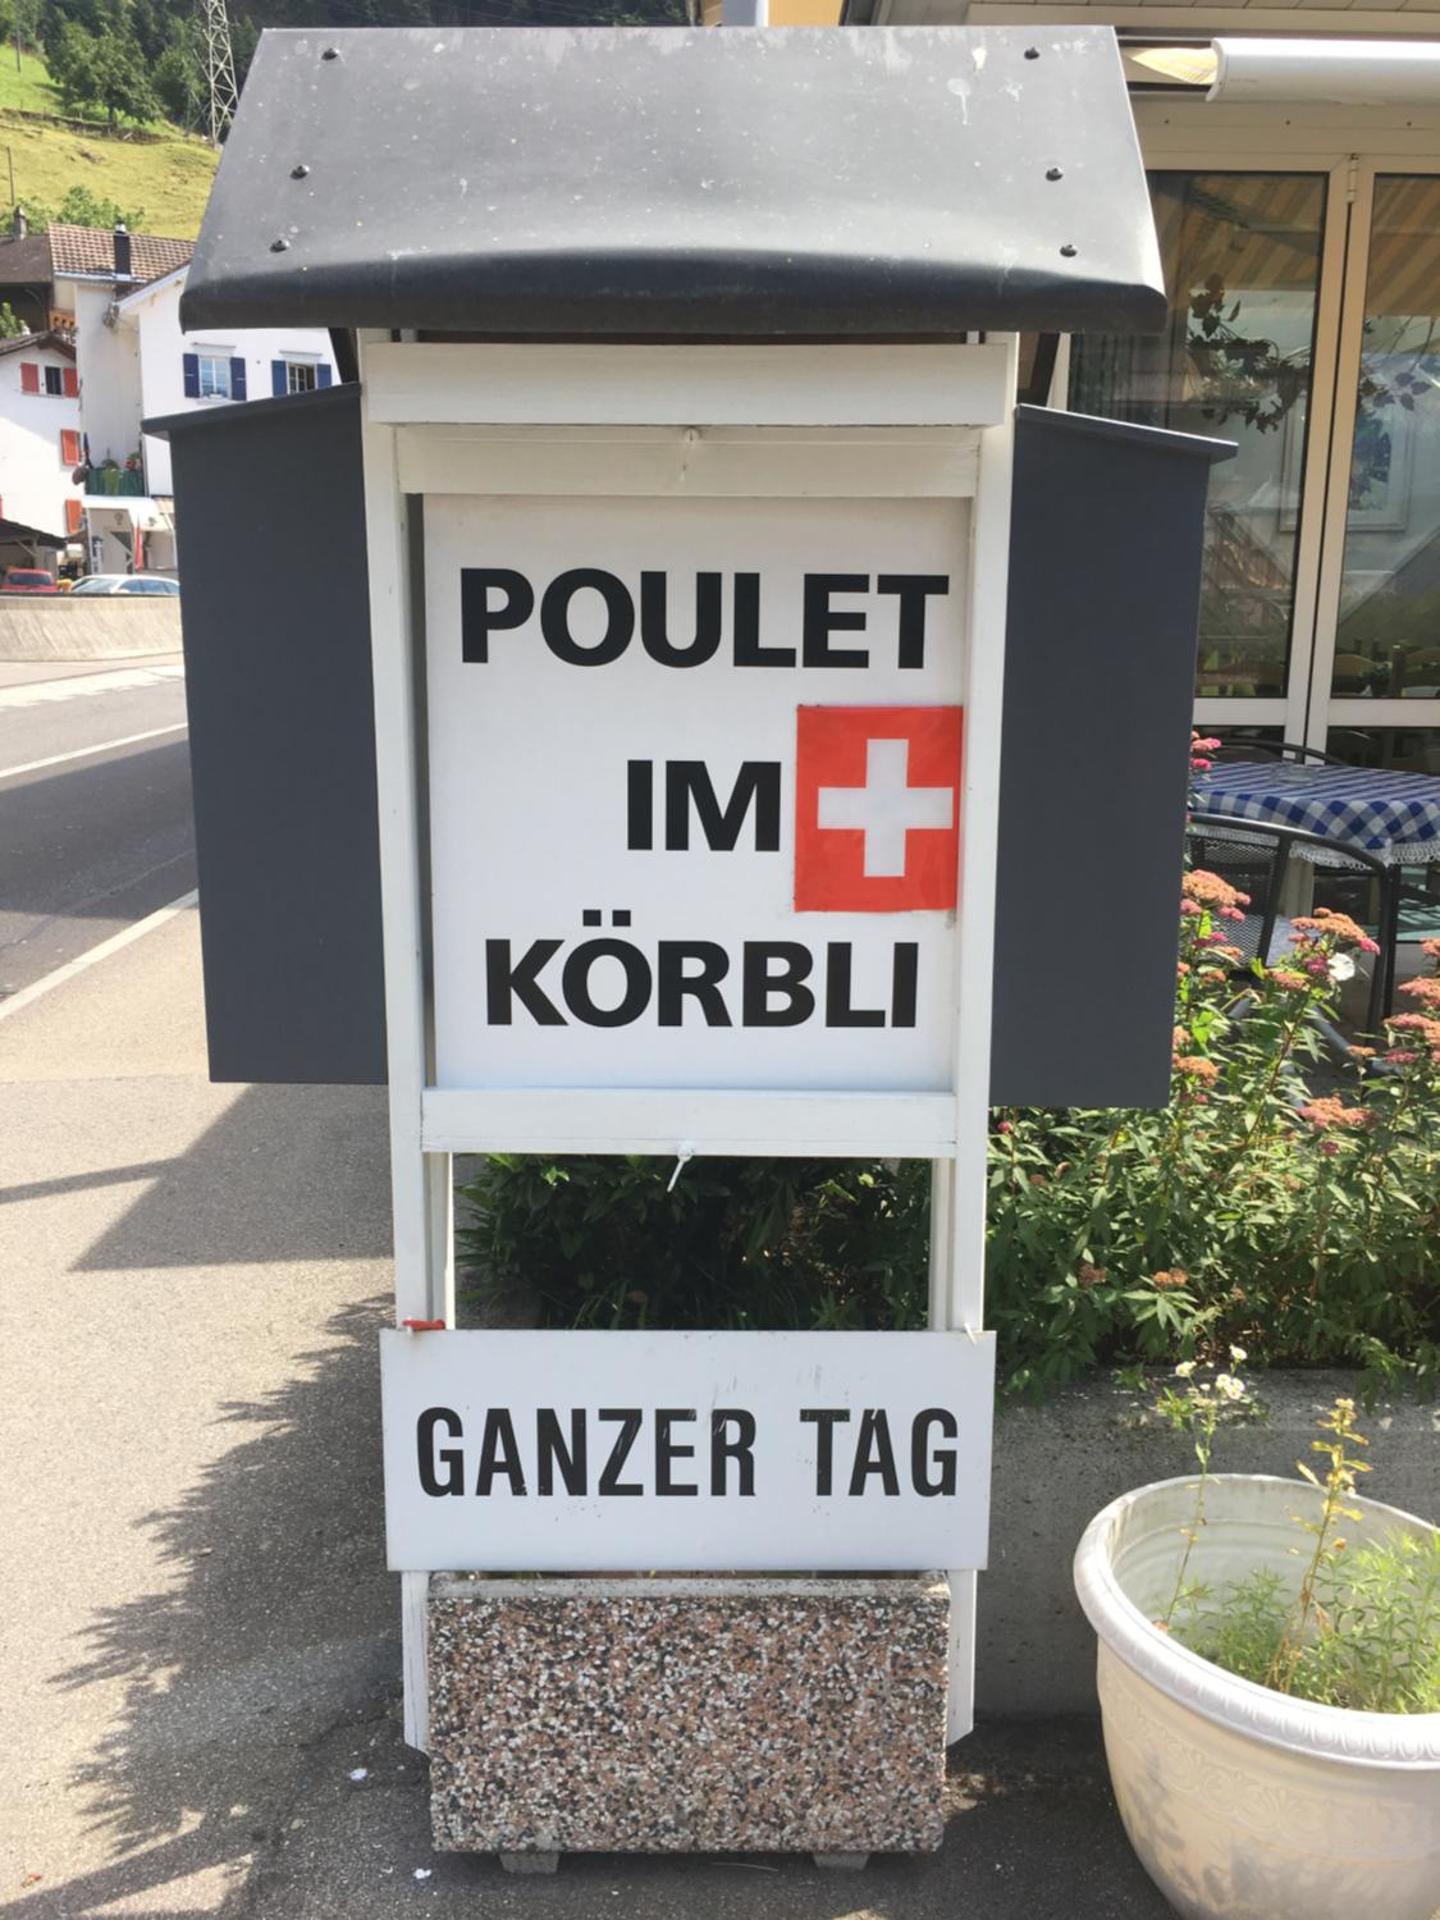 POULET
IM
KÖRBLI
GANZER TAG